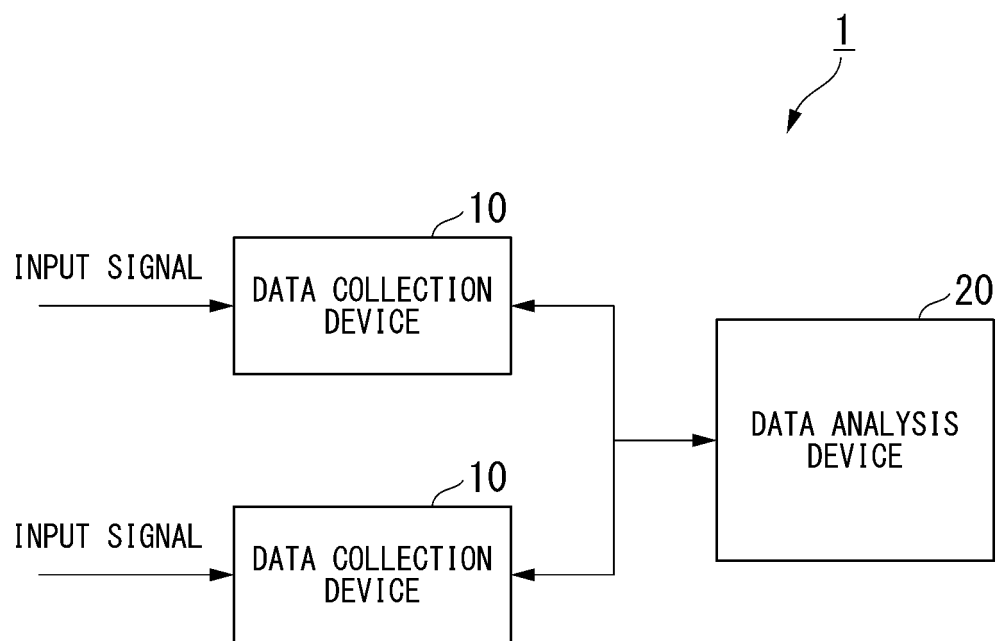 1
10
INPUT SIGNAL
DATA COLLECTION
DEVICE
20
DATA ANALYSIS
DEVICE
10
INPUT SIGNAL
DATA COLLECTION
DEVICE